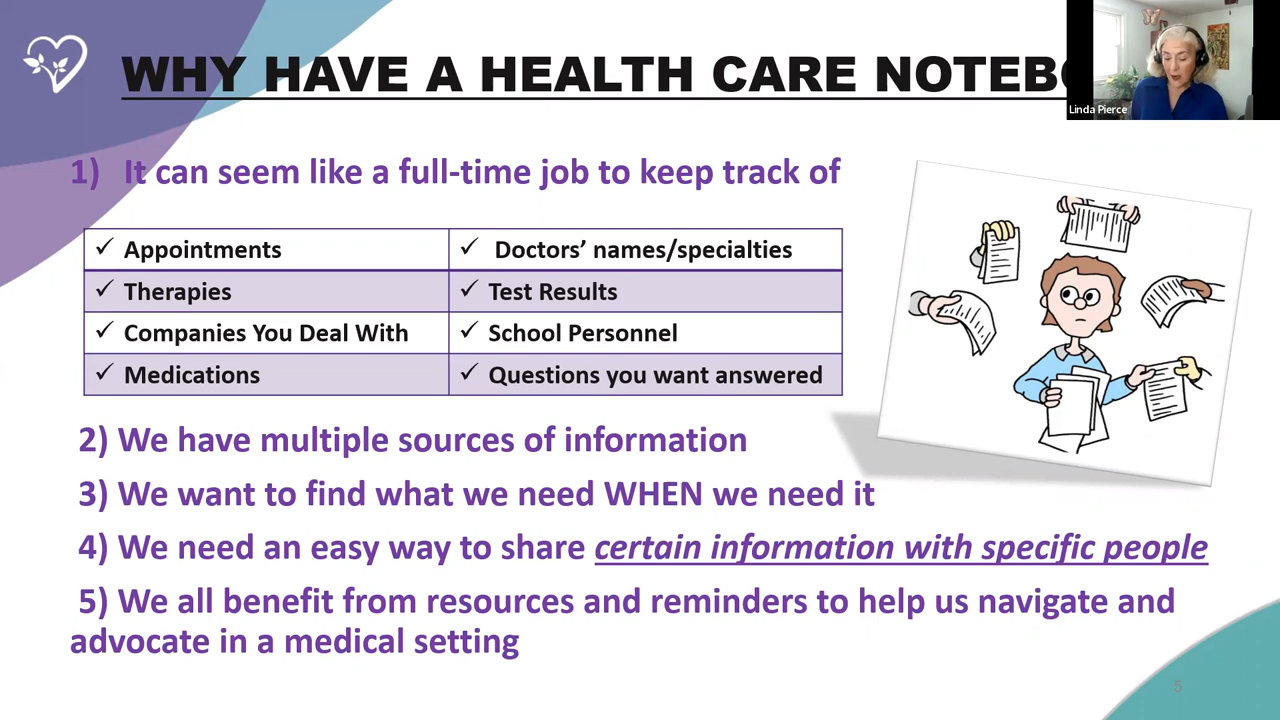 WHY HAVE A HEALTH CARE NOTEB
Linda Pierce
1) It can seem like a full-time job to keep track of
✓ Appointments
✓ Doctors’ names/specialties
✓ Therapies
✓ Test Results
✓ Companies You Deal With
✓ School Personnel
✓ Medications
✓ Questions you want answered
2) We have multiple sources of information
3) We want to find what we need WHEN we need it
4) We need an easy way to share certain information with specific people
5) We all benefit from resources and reminders to help us navigate and
advocate in a medical setting
5